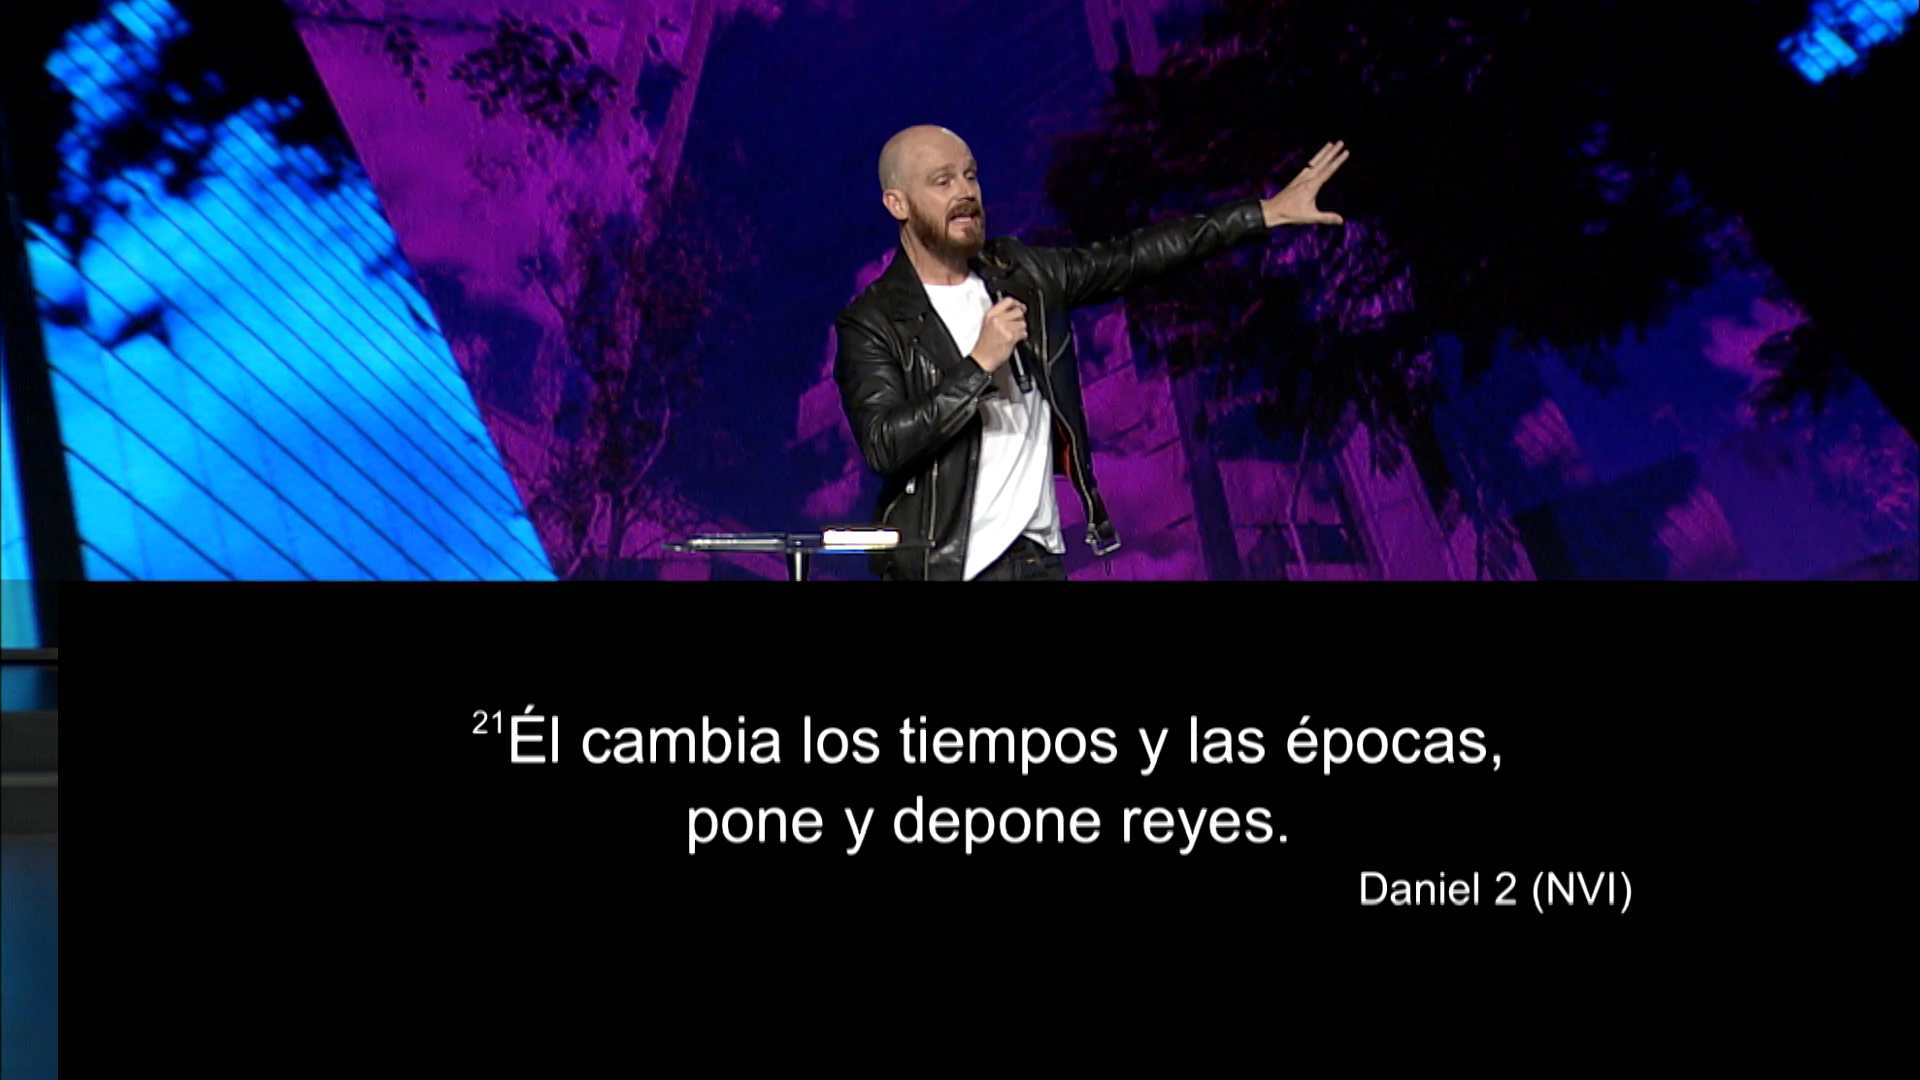 21Él cambia los tiempos y las épocas,
pone y depone reyes.
Daniel 2 (NVI)